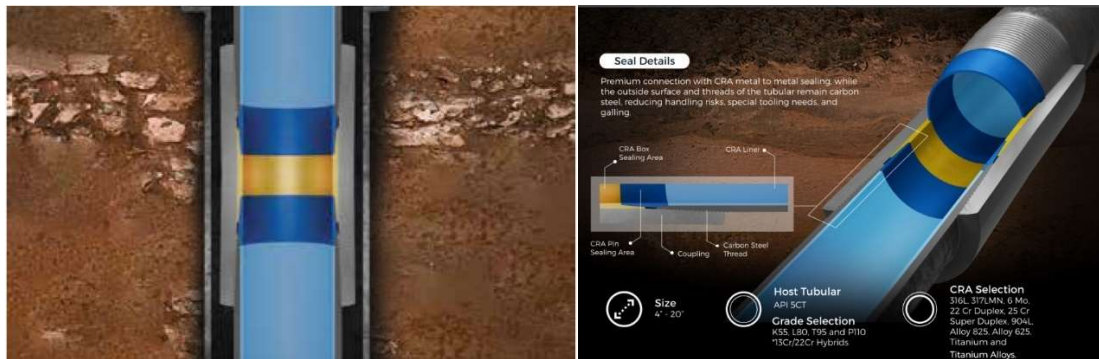 Seal Details
Premium connection with CRA metal to metal sealing, while
the outside surface and threads of the tubular remain carbon
steel, reducing handling risks, special tooling needs, and
galling.
CRA Box
Sealing Area
CRA Liner
CRA Pin
Sealing Area
Coupling
Carbon Steel
Thread
Size
4" - 20"
Host Tubular
API 5CT
Grade Selection
K55, L80, T95 and P110
*13Cr/22Cr Hybrids
CRA Selection
316L, 317LMN, 6 Mo,
22 Cr Duplex, 25 Cr
Super Duplex, 904L,
Alloy 825, Alloy 625,
Titanium and
Titanium Alloys.